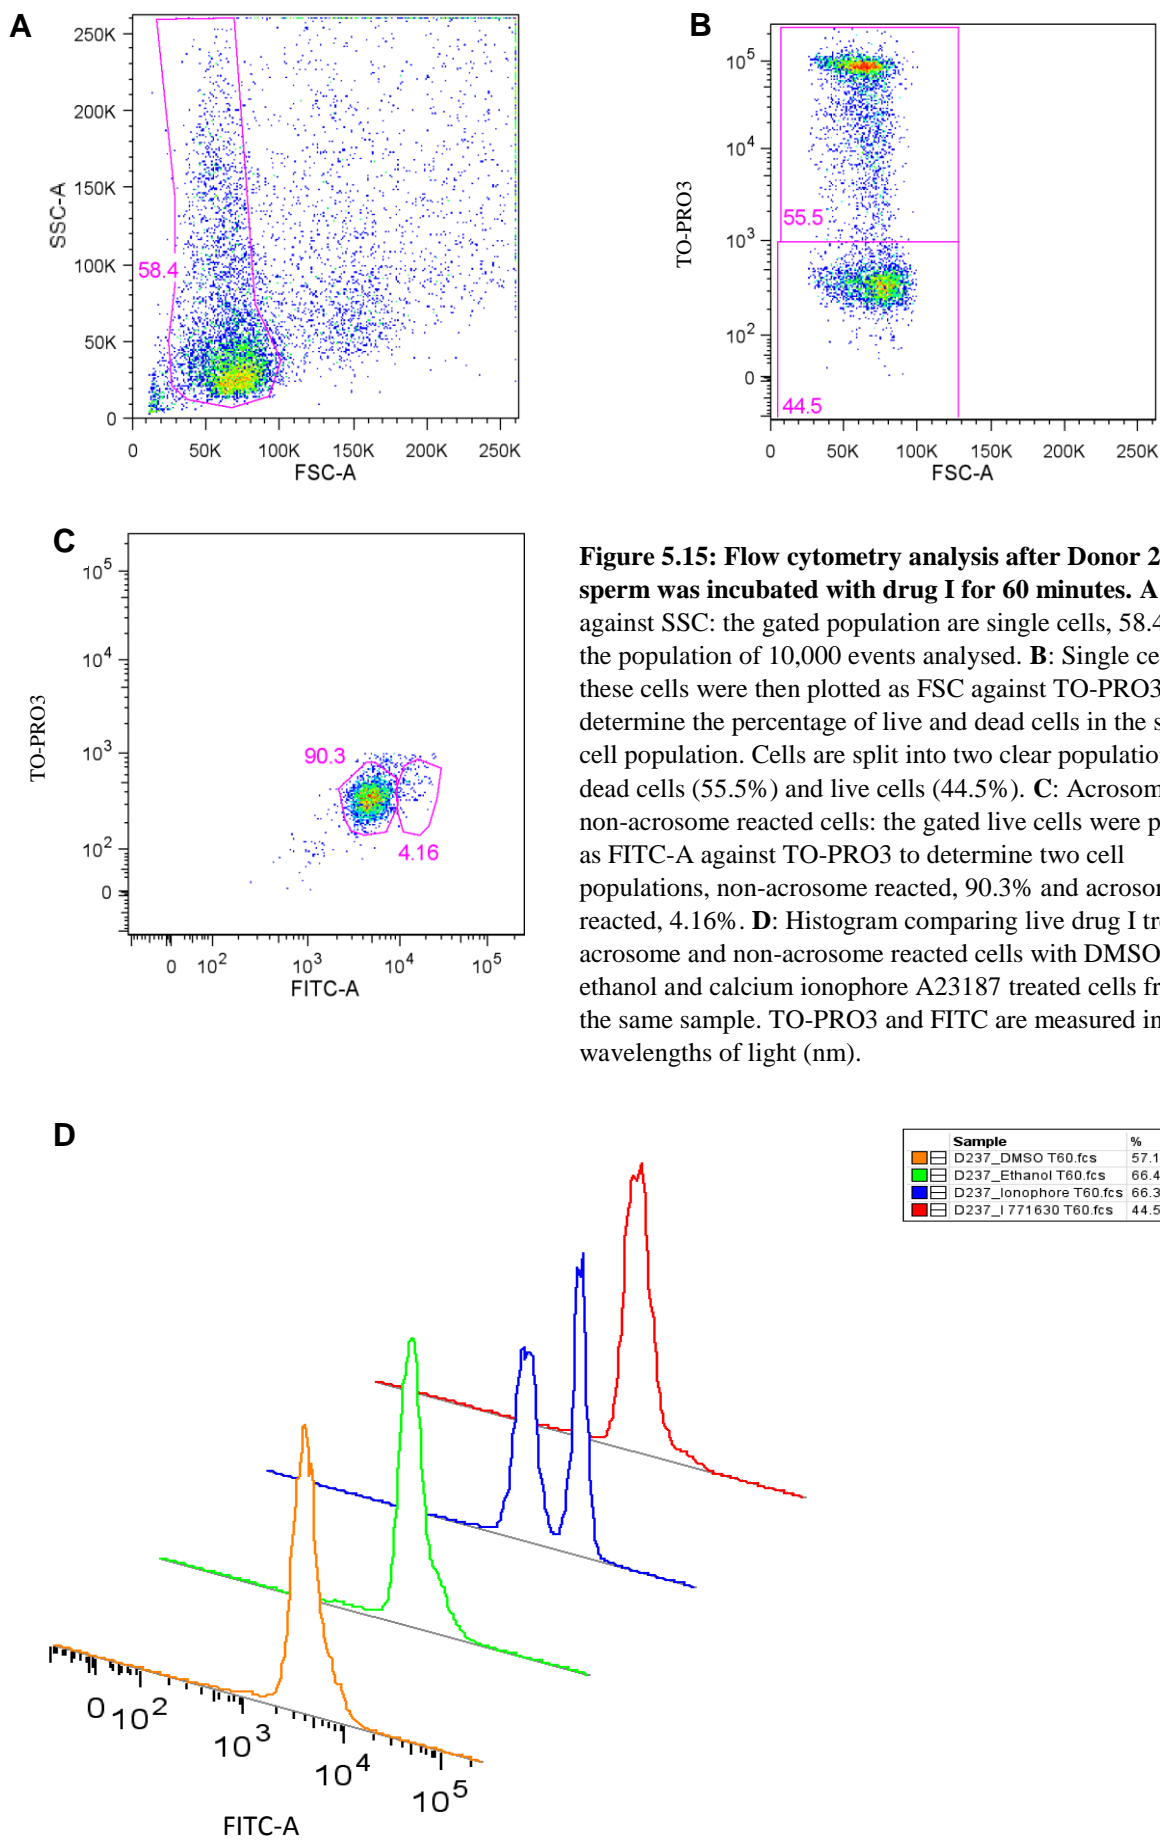 A
250K
200K
150K
100K
50K
0
SSC-A
58.4
0 50K 100K 150K 200K 250K
FSC-A
B
10^5
10^4
10^3
10^2
0
TO-PRO3
55.5
44.5
0 50K 100K 150K 200K 250K
FSC-A
C
10^5
10^4
10^3
10^2
0
TO-PRO3
90.3
4.16
0 10^2 10^3 10^4 10^5
FITC-A
Figure 5.15: Flow cytometry analysis after Donor 2
sperm was incubated with drug I for 60 minutes. A
against SSC: the gated population are single cells, 58.4
the population of 10,000 events analysed. B: Single ce
these cells were then plotted as FSC against TO-PRO3
determine the percentage of live and dead cells in the s
cell population. Cells are split into two clear population
dead cells (55.5%) and live cells (44.5%). C: Acrosom
non-acrosome reacted cells: the gated live cells were p
as FITC-A against TO-PRO3 to determine two cell
populations, non-acrosome reacted, 90.3% and acroso
reacted, 4.16%. D: Histogram comparing live drug I tre
acrosome and non-acrosome reacted cells with DMSO
ethanol and calcium ionophore A23187 treated cells fr
the same sample. TO-PRO3 and FITC are measured in
wavelengths of light (nm).
D
Sample %
D237_DMSO T60.fcs 57.1
D237_Ethanol T60.fcs 66.4
D237_Ionophore T60.fcs 66.3
D237_I 771630 T60.fcs 44.5
0 10^2 10^3 10^4 10^5
FITC-A